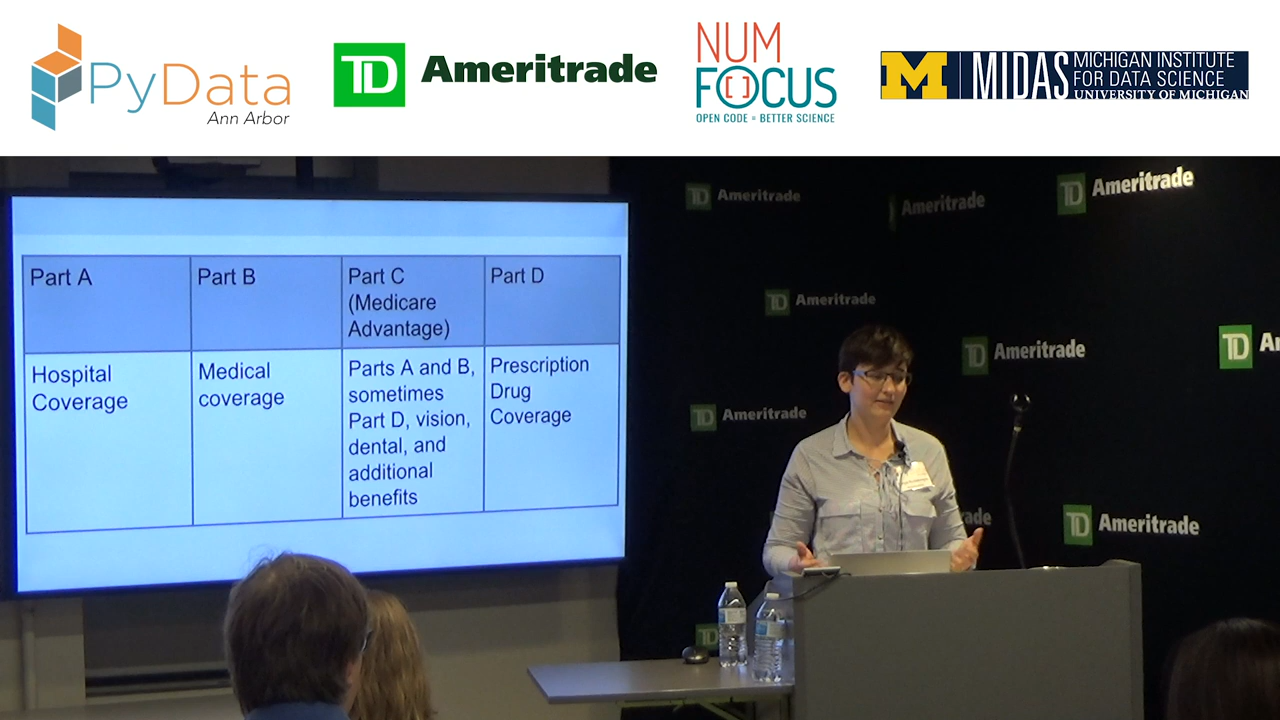 PyData
Ann Arbor
TD Ameritrade
NUM
FOCUS
OPEN CODE = BETTER SCIENCE
M MIDAS
MICHIGAN INSTITUTE
FOR DATA SCIENCE
UNIVERSITY OF MICHIGAN
Part A
Part B
Part C
(Medicare
Advantage)
Part D
Hospital
Coverage
Medical
coverage
Parts A and B,
sometimes
Part D, vision,
dental, and
additional
benefits
Prescription
Drug
Coverage
TD Ameritrade
Ameritrade
TD Ameritrade
TD Ameritrade
TD Ameritrade
TD A
TD Ameritrade
ade
TD Ameritrade
TD